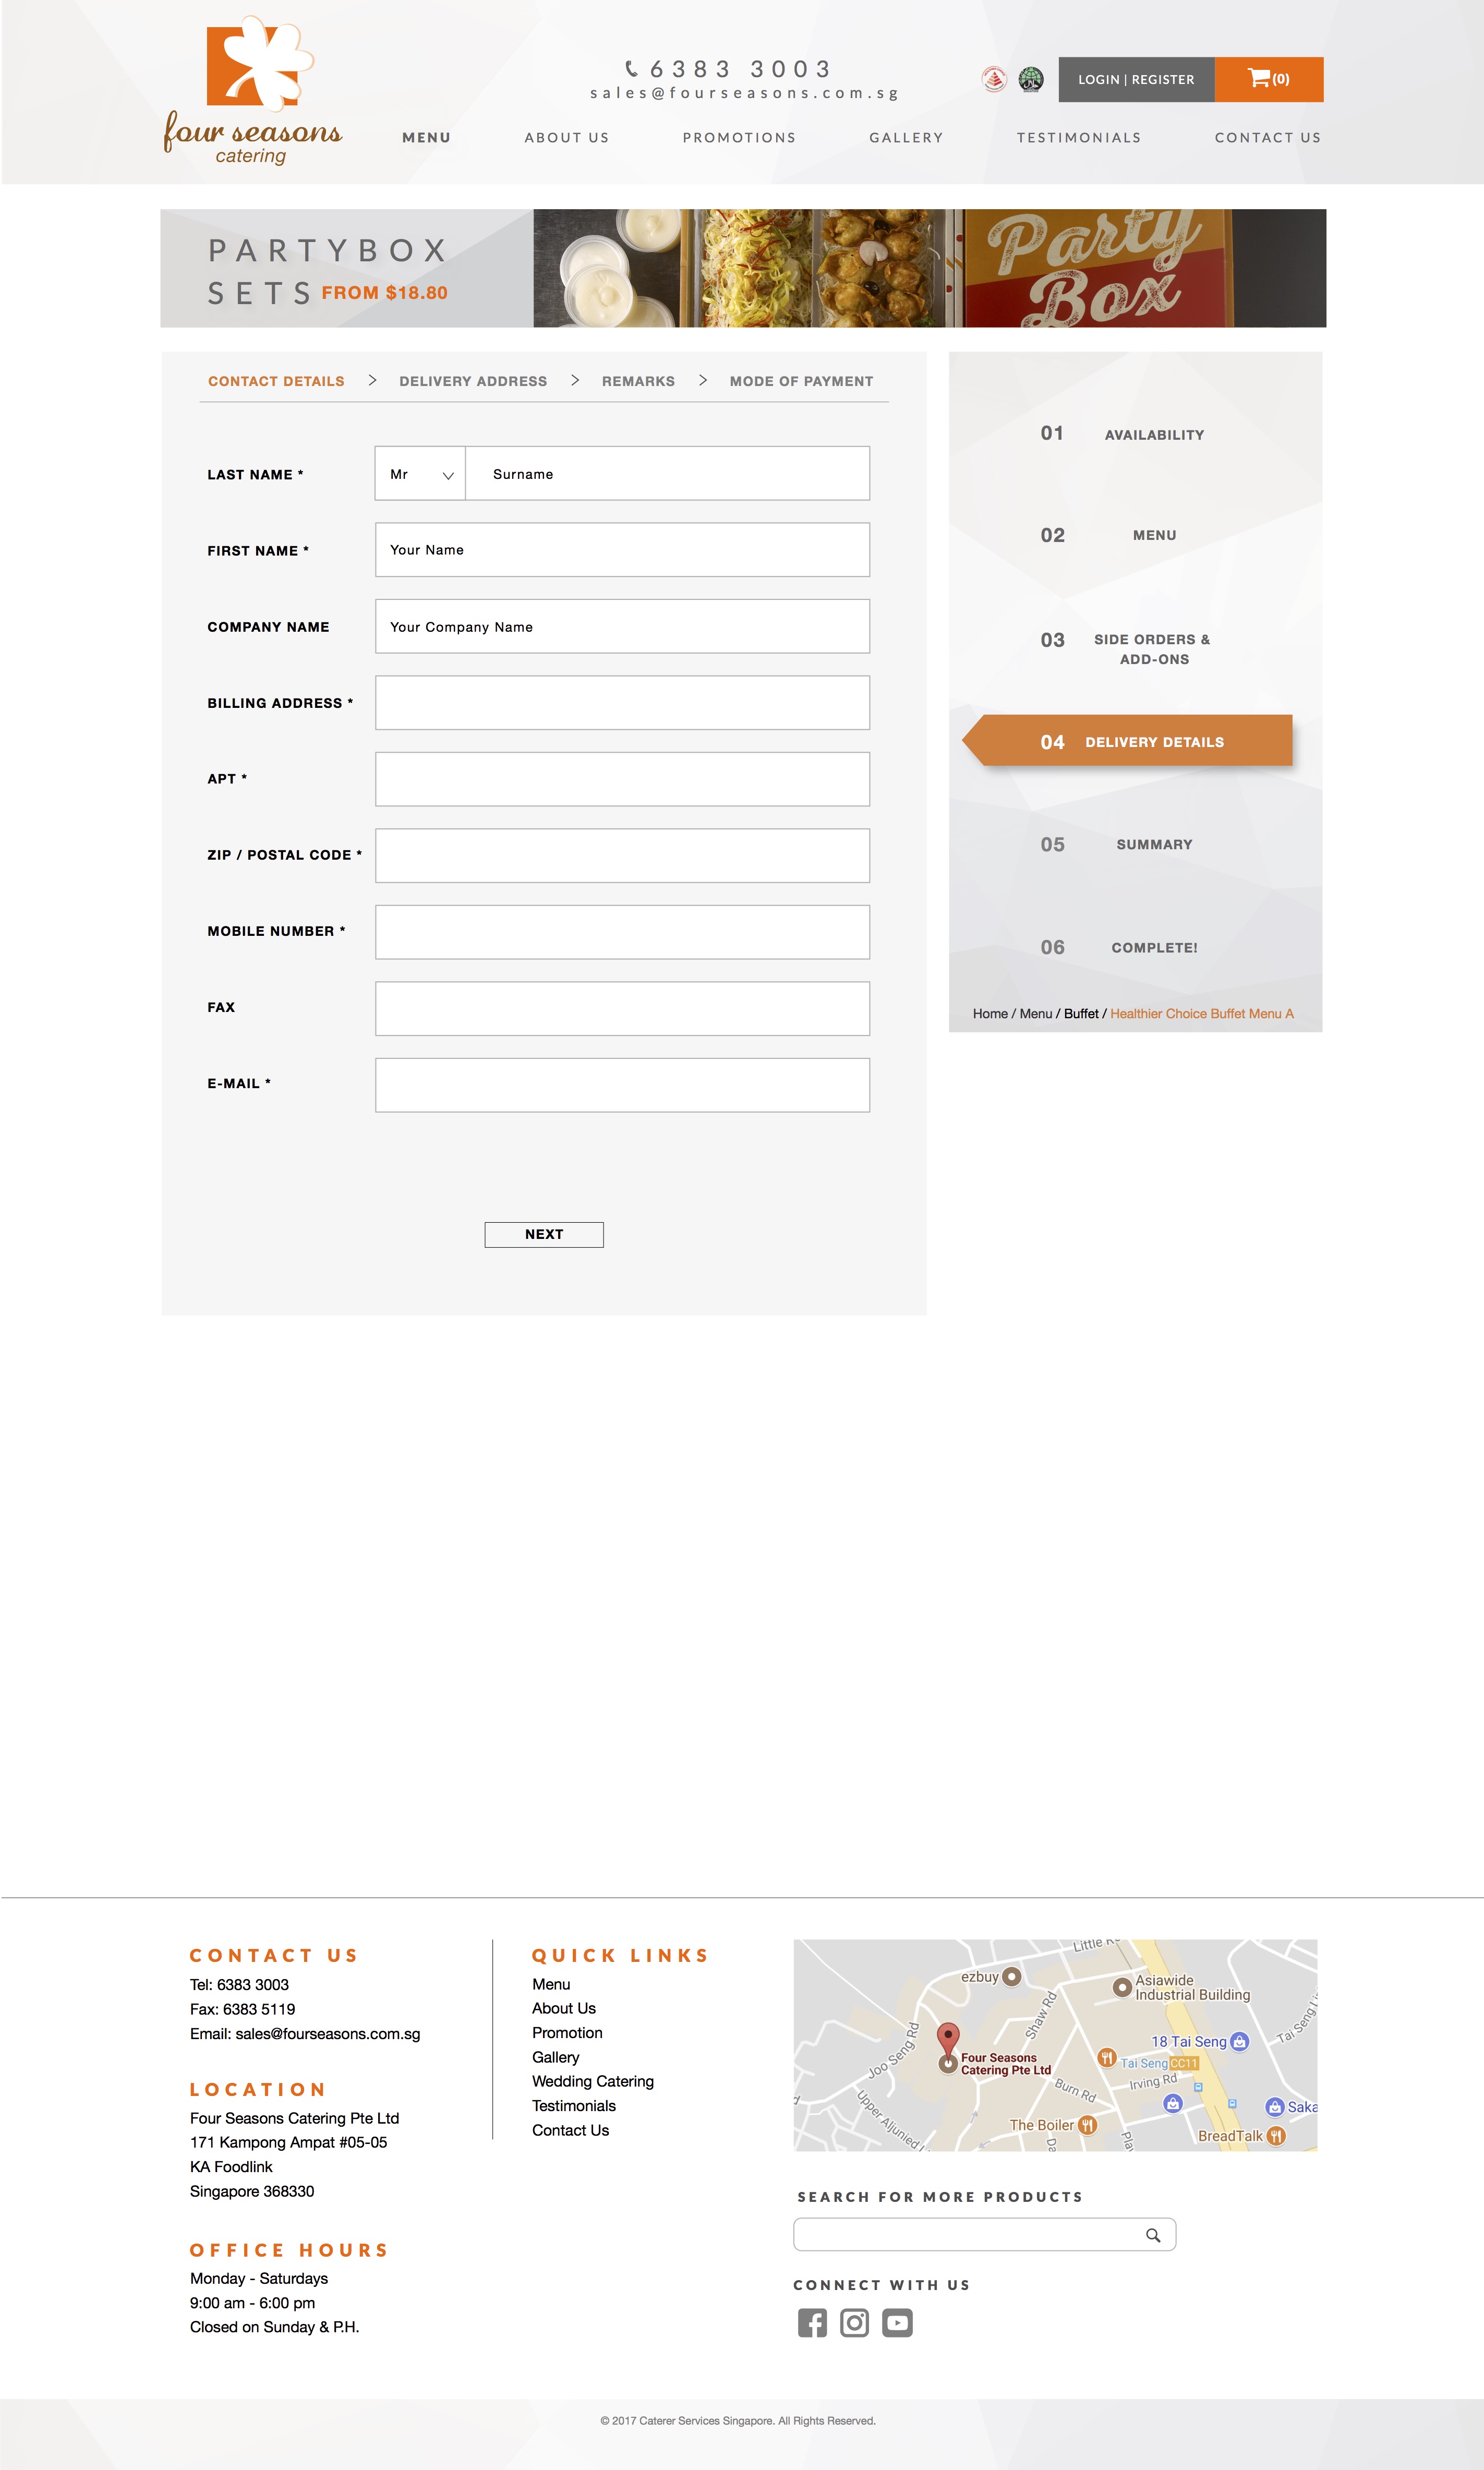 four seasons
catering
6383 3003
sales@fourseasons.com.sg
LOGIN | REGISTER
(0)
MENU
ABOUT US
PROMOTIONS
GALLERY
TESTIMONIALS
CONTACT US
PARTYBOX
SETS FROM $18.80
Party
Box
CONTACT DETAILS > DELIVERY ADDRESS > REMARKS > MODE OF PAYMENT
LAST NAME *
Mr
Surname
FIRST NAME *
Your Name
COMPANY NAME
Your Company Name
BILLING ADDRESS *
APT *
ZIP / POSTAL CODE *
MOBILE NUMBER *
FAX
E-MAIL *
NEXT
01 AVAILABILITY
02 MENU
03 SIDE ORDERS &
ADD-ONS
04 DELIVERY DETAILS
05 SUMMARY
06 COMPLETE!
Home / Menu / Buffet / Healthier Choice Buffet Menu A
CONTACT US
Tel: 6383 3003
Fax: 6383 5119
Email: sales@fourseasons.com.sg
LOCATION
Four Seasons Catering Pte Ltd
171 Kampong Ampat #05-05
KA Foodlink
Singapore 368330
OFFICE HOURS
Monday - Saturdays
9:00 am - 6:00 pm
Closed on Sunday & P.H.
QUICK LINKS
Menu
About Us
Promotion
Gallery
Wedding Catering
Testimonials
Contact Us
Little
ezbuy
Asiawide
Industrial Building
Shaw Rd
Tai Seng
Joo Seng Rd
18 Tai Seng
Four Seasons
Catering Pte Ltd
Tai Seng CC11
Irving Rd
Burn Rd
Upper Aljunied
Saka
The Boiler
BreadTalk
SEARCH FOR MORE PRODUCTS
CONNECT WITH US
© 2017 Caterer Services Singapore. All Rights Reserved.